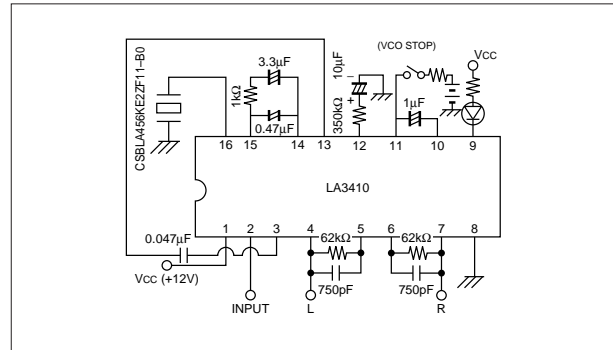 CSBLA456KE2ZF11–B0
3.3μF
1kΩ
0.47μF
10μF
–
+
350kΩ
(VCO STOP)
1μF
VCC
16 15 14 13 12 11 10 9
LA3410
1 2 3 4 5 6 7 8
0.047μF
VCC (+12V)
INPUT
62kΩ
750pF
L
62kΩ
750pF
R